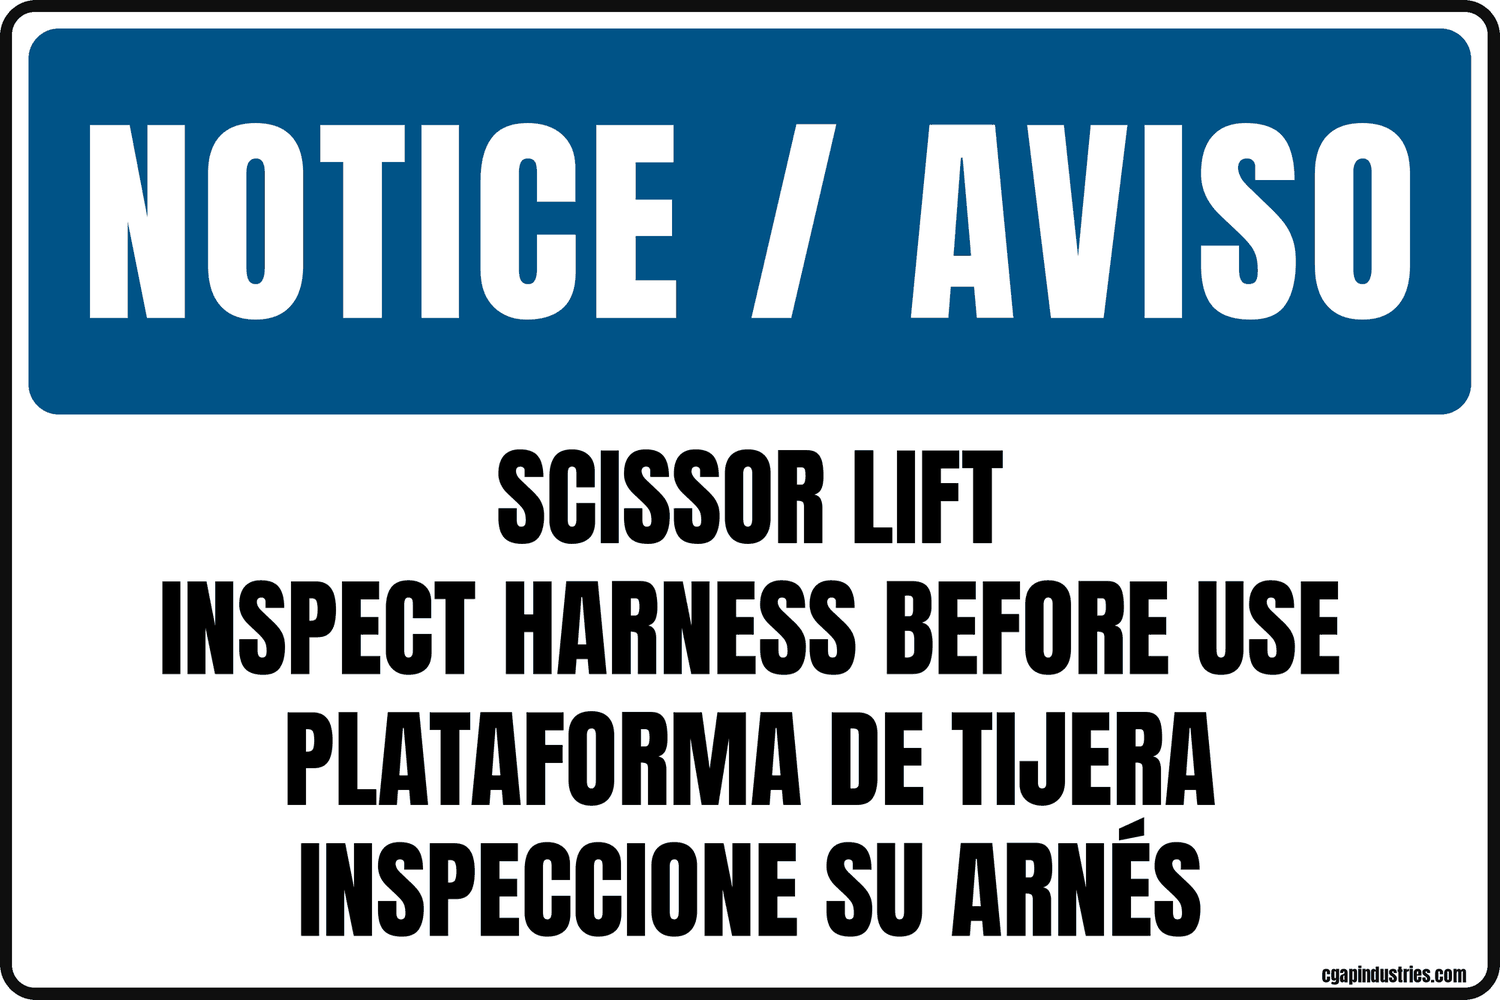 NOTICE / AVISO
SCISSOR LIFT
INSPECT HARNESS BEFORE USE
PLATAFORMA DE TIJERA
INSPECCIONE SU ARNÉS
cgapindustries.com